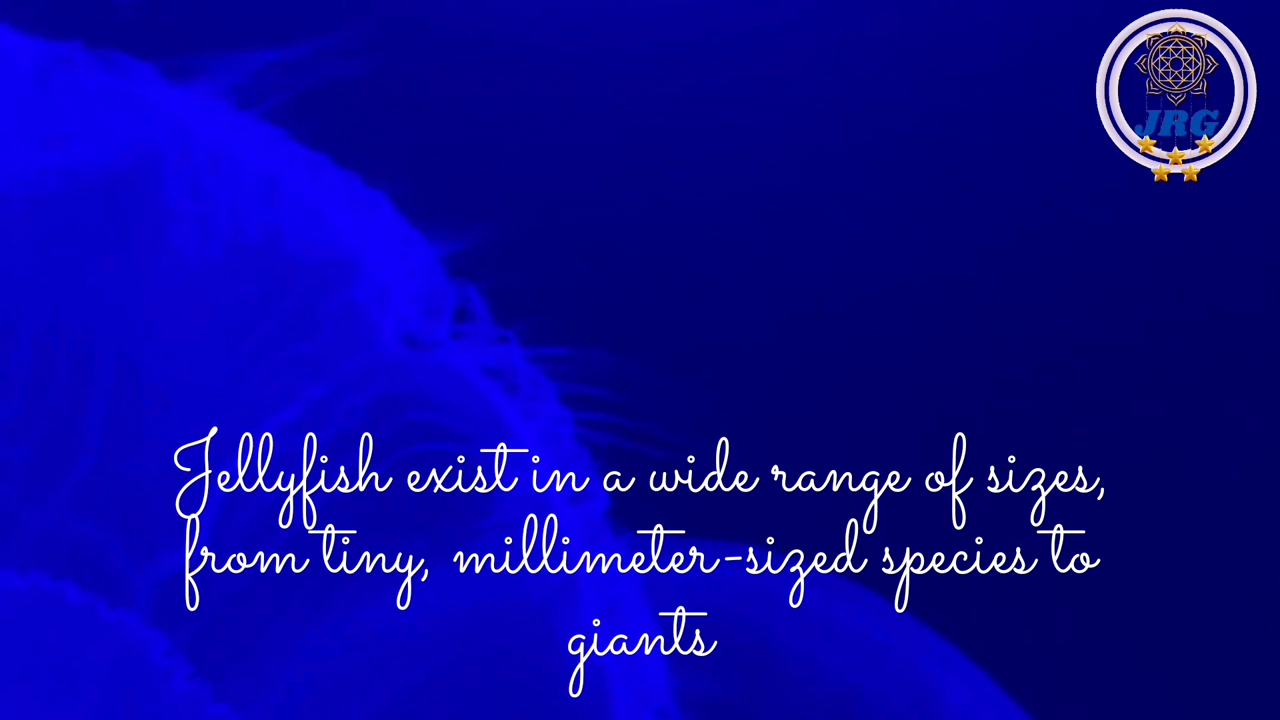 JRG
Jellyfish exist in a wide range of sizes,
from tiny, millimeter-sized species to
giants